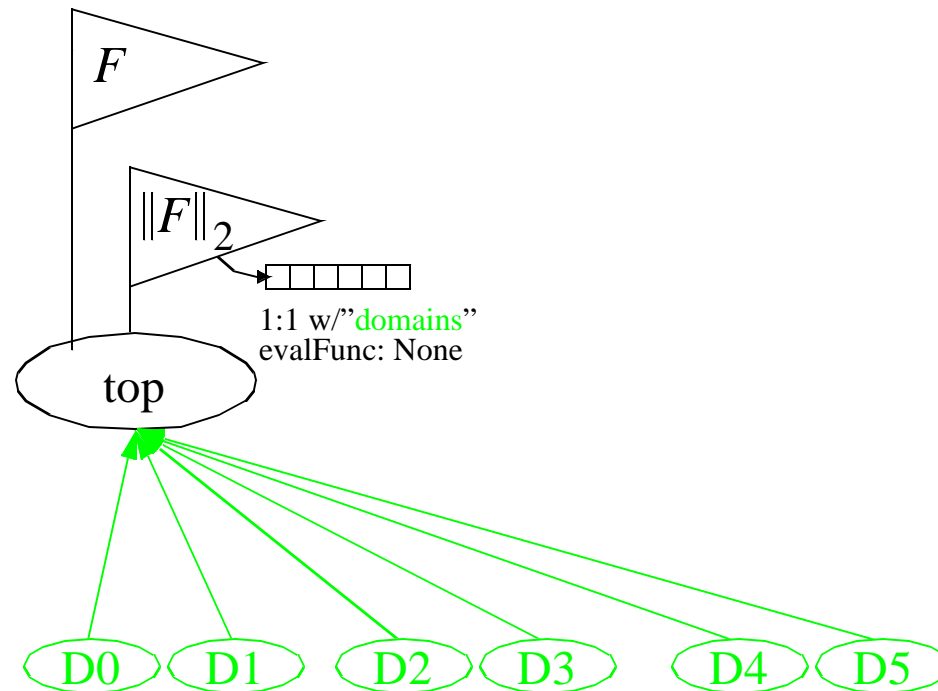 F
‖F‖₂
1:1 w/”domains”
evalFunc: None
top
D0 D1 D2 D3 D4 D5